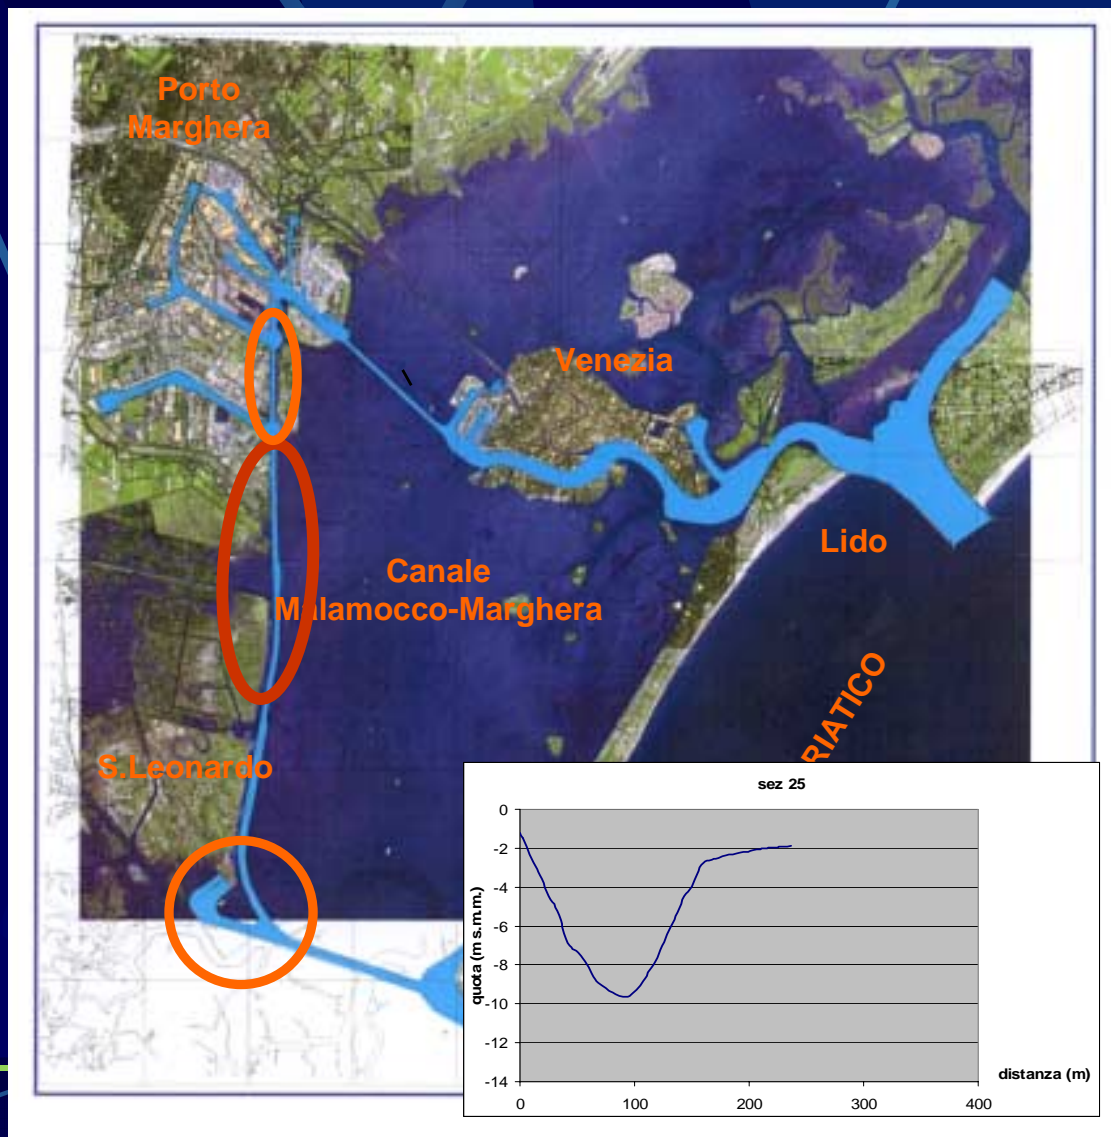 Porto
Marghera
Venezia
Lido
Canale
Malamocco-Marghera
RIATICO
S.Leonardo
sez 25
quota (m s.m.m.)
0
-2
-4
-6
-8
-10
-12
-14
0
100
200
300
400
distanza (m)